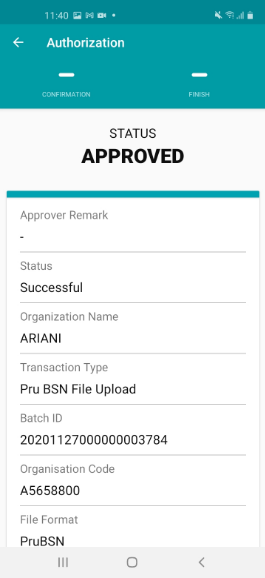 11:40
Authorization
CONFIRMATION
FINISH
STATUS
APPROVED
Approver Remark
-
Status
Successful
Organization Name
ARIANI
Transaction Type
Pru BSN File Upload
Batch ID
20201127000000003784
Organisation Code
A5658800
File Format
PruBSN